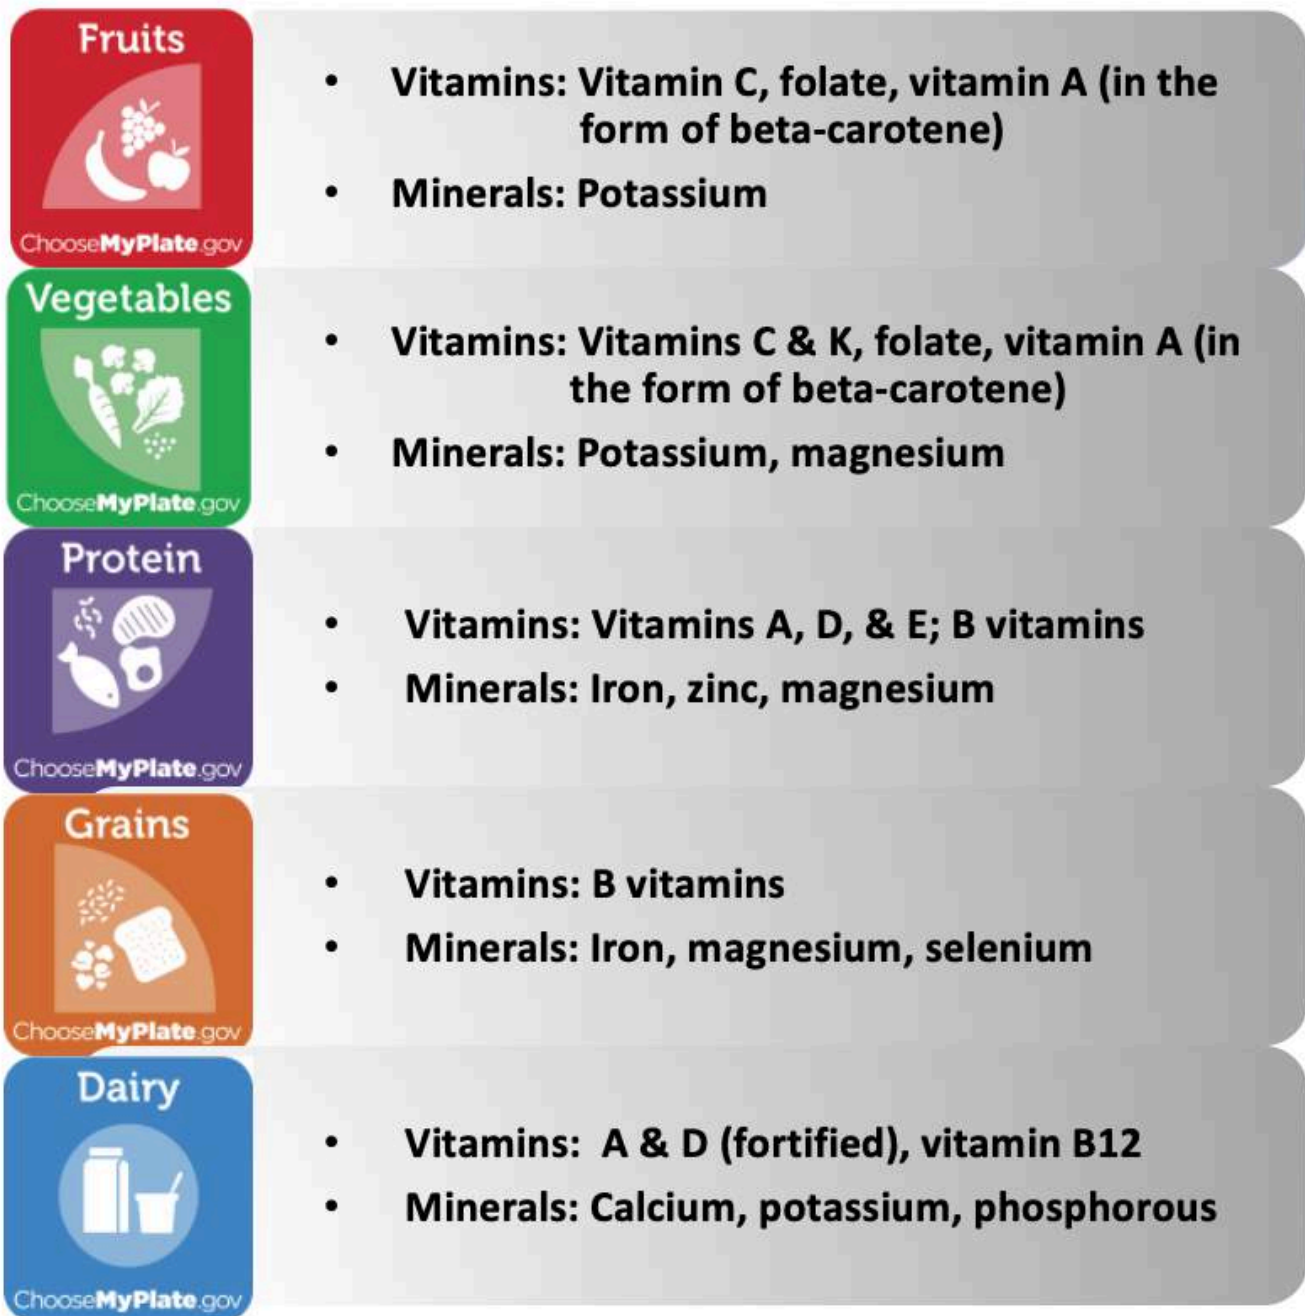 Fruits
ChooseMyPlate.gov
• Vitamins: Vitamin C, folate, vitamin A (in the
form of beta-carotene)
• Minerals: Potassium
Vegetables
ChooseMyPlate.gov
• Vitamins: Vitamins C & K, folate, vitamin A (in
the form of beta-carotene)
• Minerals: Potassium, magnesium
Protein
ChooseMyPlate.gov
• Vitamins: Vitamins A, D, & E; B vitamins
• Minerals: Iron, zinc, magnesium
Grains
ChooseMyPlate.gov
• Vitamins: B vitamins
• Minerals: Iron, magnesium, selenium
Dairy
ChooseMyPlate.gov
• Vitamins: A & D (fortified), vitamin B12
• Minerals: Calcium, potassium, phosphorous